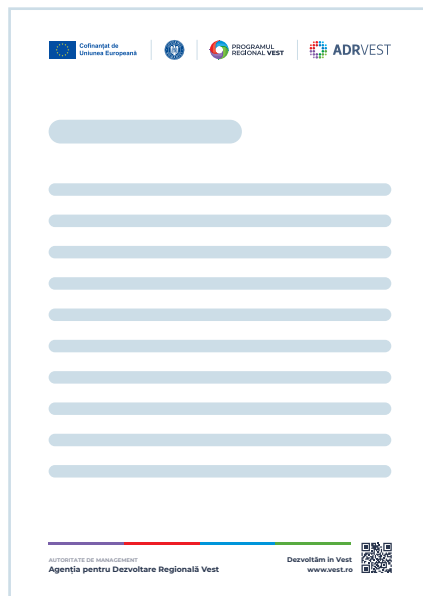 Cofinanțat de
Uniunea Europeană
PROGRAMUL
REGIONAL VEST
ADRVEST
AUTORITATE DE MANAGEMENT
Agenția pentru Dezvoltare Regională Vest
Dezvoltăm în Vest
www.vest.ro